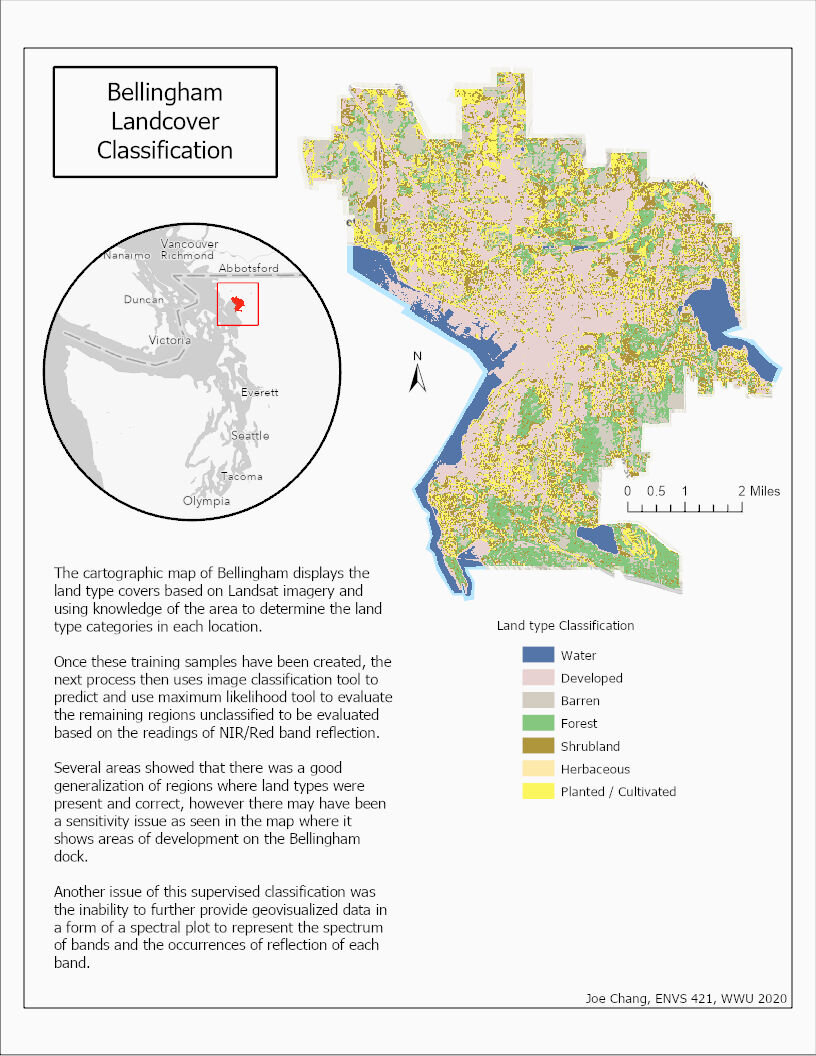 Bellingham
Landcover
Classification
Vancouver
Nanaimo Richmond
Abbotsford
Duncan
Victoria
Everett
Seattle
Tacoma
Olympia
N
0 0.5 1 2 Miles
The cartographic map of Bellingham displays the
land type covers based on Landsat imagery and
using knowledge of the area to determine the land
type categories in each location.
Once these training samples have been created, the
next process then uses image classification tool to
predict and use maximum likelihood tool to evaluate
the remaining regions unclassified to be evaluated
based on the readings of NIR/Red band reflection.
Several areas showed that there was a good
generalization of regions where land types were
present and correct, however there may have been
a sensitivity issue as seen in the map where it
shows areas of development on the Bellingham
dock.
Another issue of this supervised classification was
the inability to further provide geovisualized data in
a form of a spectral plot to represent the spectrum
of bands and the occurrences of reflection of each
band.
Land type Classification
Water
Developed
Barren
Forest
Shrubland
Herbaceous
Planted / Cultivated
Joe Chang, ENVS 421, WWU 2020